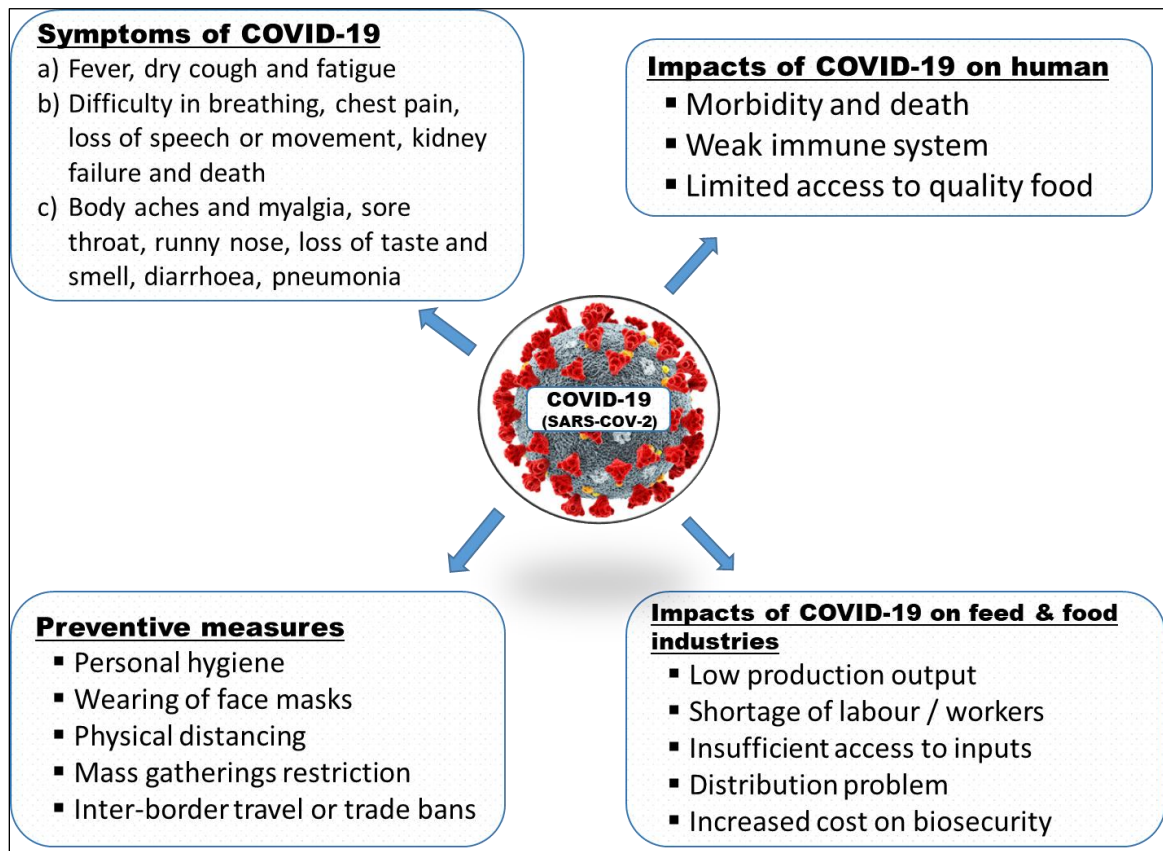 Symptoms of COVID-19
a) Fever, dry cough and fatigue
b) Difficulty in breathing, chest pain,
loss of speech or movement, kidney
failure and death
c) Body aches and myalgia, sore
throat, runny nose, loss of taste and
smell, diarrhoea, pneumonia
Impacts of COVID-19 on human
▪ Morbidity and death
▪ Weak immune system
▪ Limited access to quality food
COVID-19
(SARS-COV-2)
Preventive measures
▪ Personal hygiene
▪ Wearing of face masks
▪ Physical distancing
▪ Mass gatherings restriction
▪ Inter-border travel or trade bans
Impacts of COVID-19 on feed & food
industries
▪ Low production output
▪ Shortage of labour / workers
▪ Insufficient access to inputs
▪ Distribution problem
▪ Increased cost on biosecurity